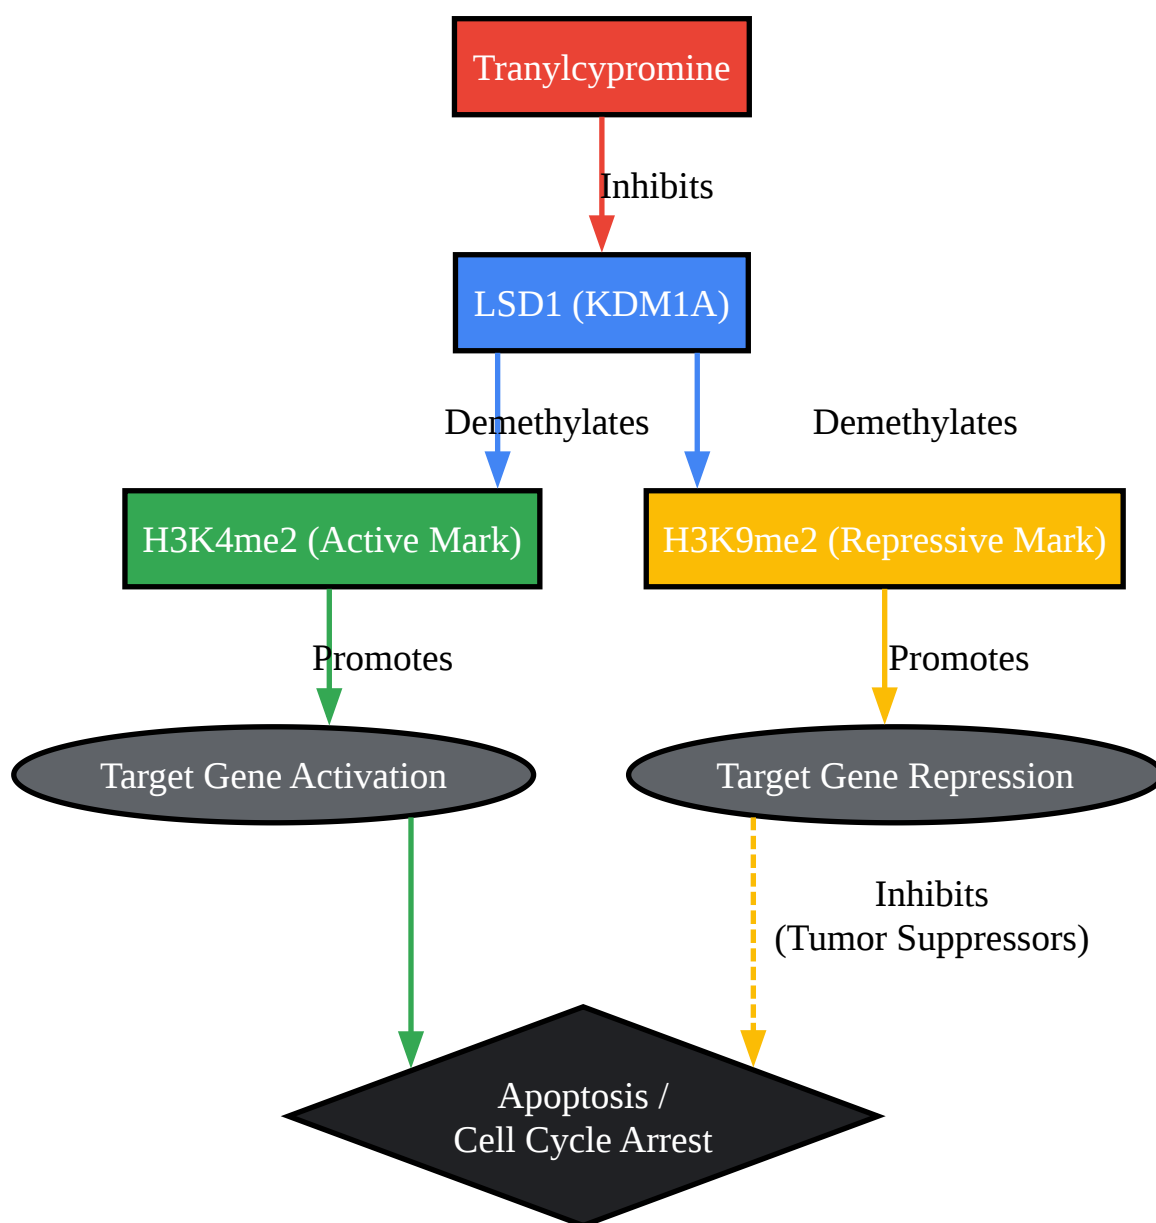 Tranylcypromine
Inhibits
LSD1 (KDM1A)
Demethylates
Demethylates
H3K4me2 (Active Mark)
H3K9me2 (Repressive Mark)
Promotes
Promotes
Target Gene Activation
Target Gene Repression
Inhibits
(Tumor Suppressors)
Apoptosis /
Cell Cycle Arrest